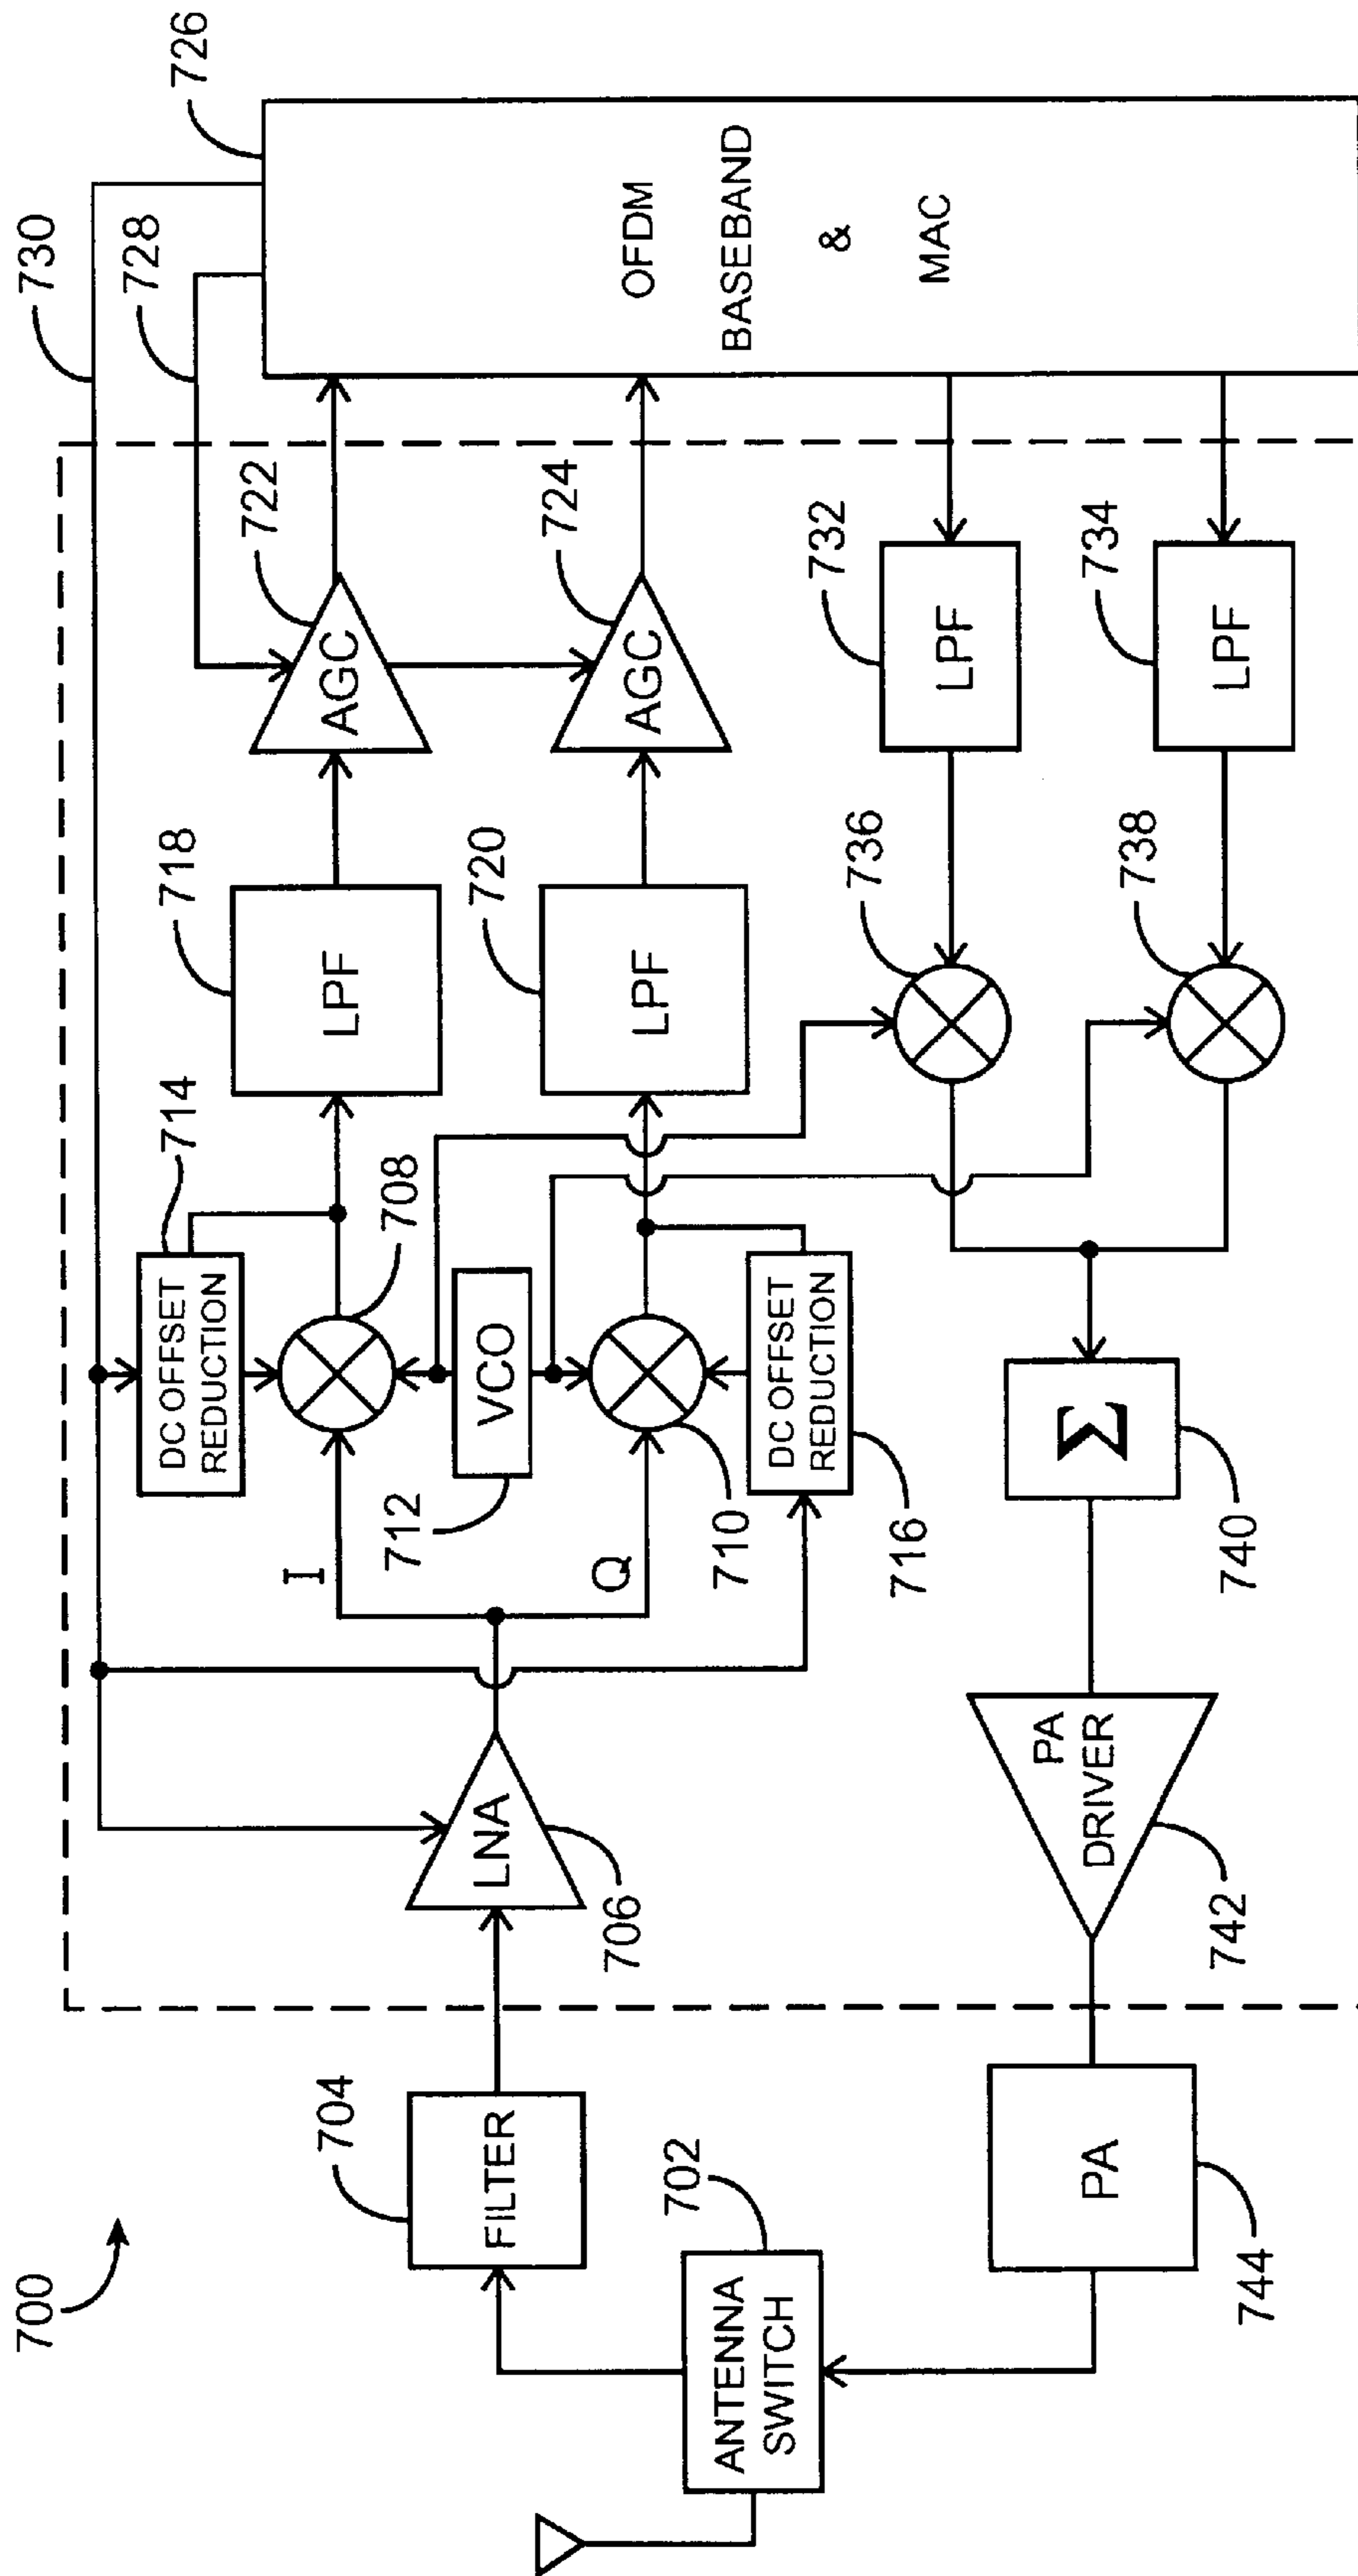 700
730
728
726
714
718
722
DC OFFSET
REDUCTION
LPF
AGC
708
I
704
FILTER
LNA
706
712
VCO
720
724
LPF
AGC
OFDM
BASEBAND
&
MAC
Q
710
702
ANTENNA
SWITCH
DC OFFSET
REDUCTION
716
736
732
LPF
744
PA
742
PA
DRIVER
740
Σ
738
734
LPF